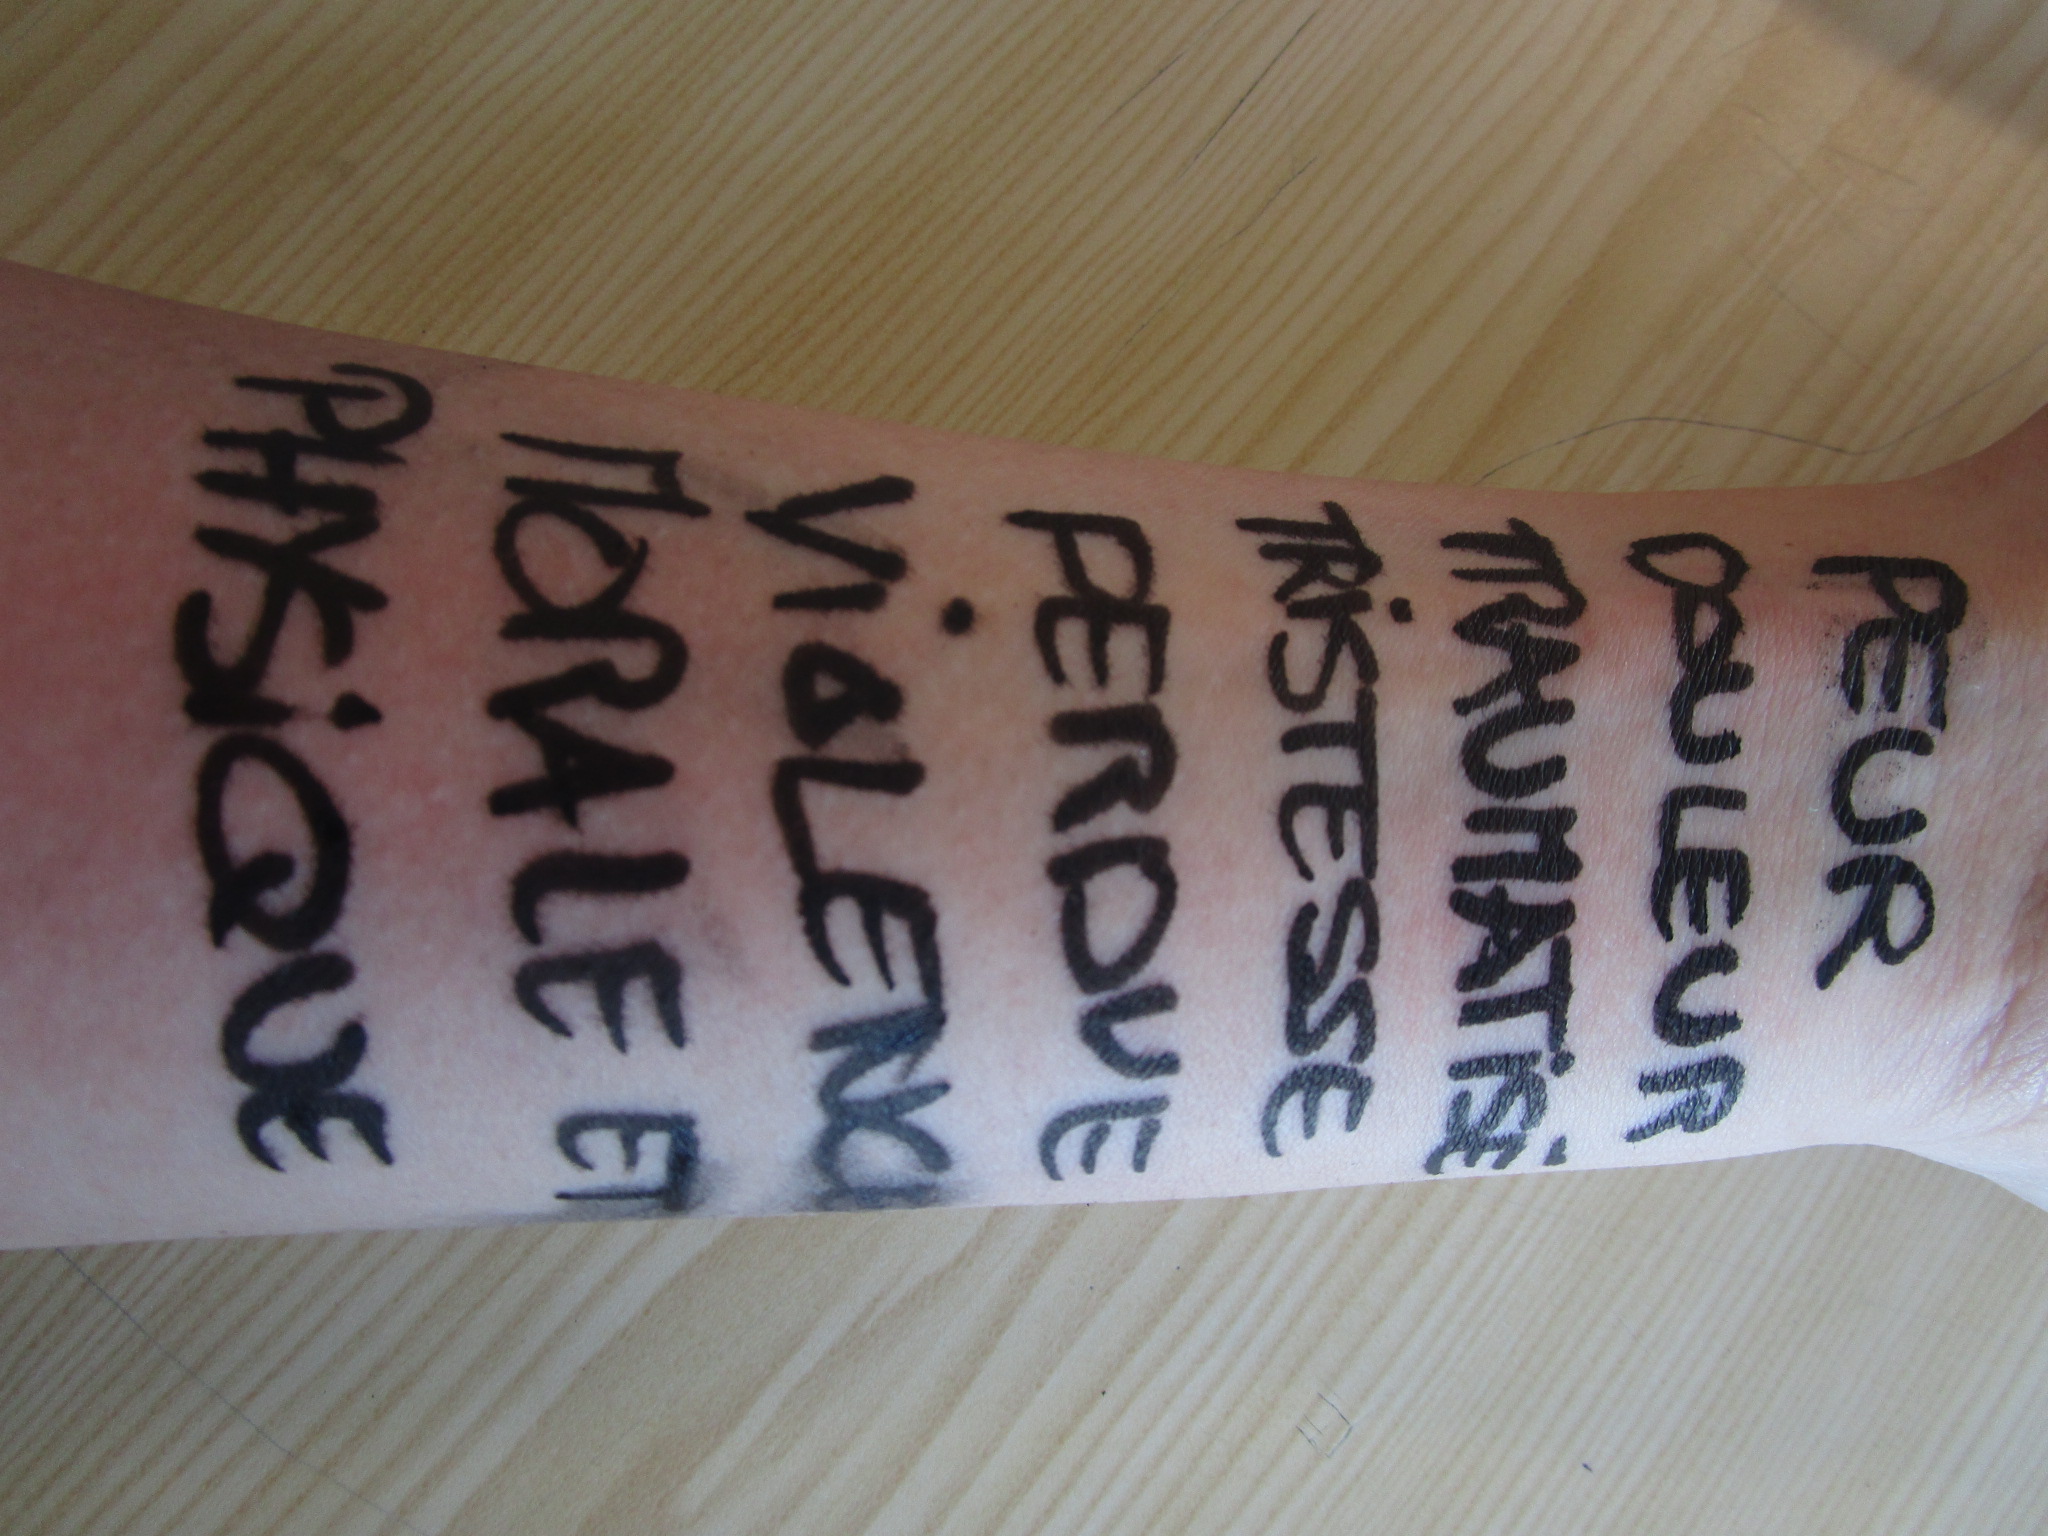 PEUR
DOULEUR
TRAUMATISÉ
TRISTESSE
PERDUE
ViOLENCE
MORALE ET
PHYSiQUE